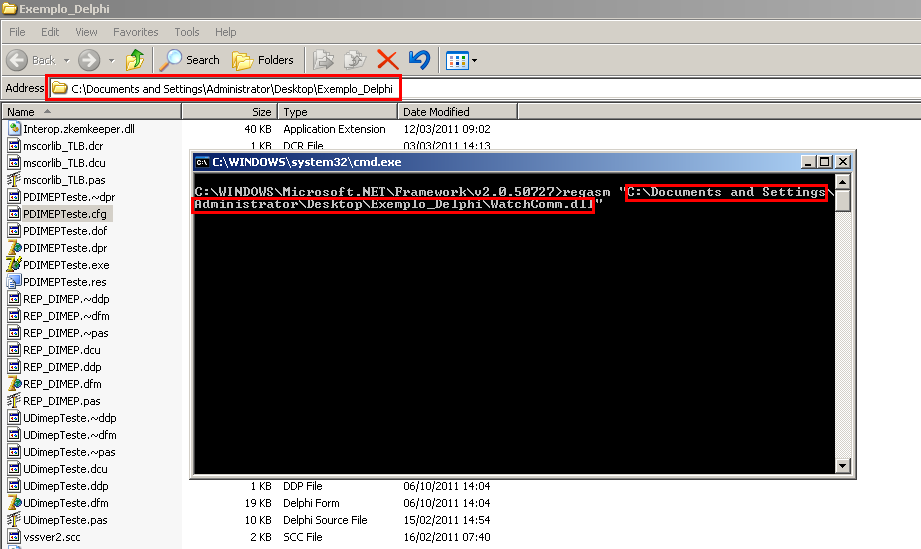 Exemplo_Delphi
File Edit View Favorites Tools Help
Back Search Folders
Address C:\Documents and Settings\Administrator\Desktop\Exemplo_Delphi
Name Size Type Date Modified
Interop.zkemkeeper.dll 40 KB Application Extension 12/03/2011 09:02
mscorlib_TLB.dcr 1 KB DCR File 03/03/2011 14:13
mscorlib_TLB.dcu
mscorlib_TLB.pas
PDIMEPTeste.~dpr
PDIMEPTeste.cfg
PDIMEPTeste.dof
PDIMEPTeste.dpr
PDIMEPTeste.exe
PDIMEPTeste.res
REP_DIMEP.~ddp
REP_DIMEP.~dfm
REP_DIMEP.~pas
REP_DIMEP.dcu
REP_DIMEP.ddp
REP_DIMEP.dfm
REP_DIMEP.pas
UDimepTeste.~ddp
UDimepTeste.~dfm
UDimepTeste.~pas
UDimepTeste.dcu
UDimepTeste.ddp 1 KB DDP File 06/10/2011 14:04
UDimepTeste.dfm 19 KB Delphi Form 06/10/2011 14:04
UDimepTeste.pas 10 KB Delphi Source File 15/02/2011 14:54
vssver2.scc 2 KB SCC File 16/02/2011 07:40
C:\WINDOWS\system32\cmd.exe
C:\WINDOWS\Microsoft.NET\Framework\v2.0.50727>regasm "C:\Documents and Settings\
Administrator\Desktop\Exemplo_Delphi\WatchComm.dll"